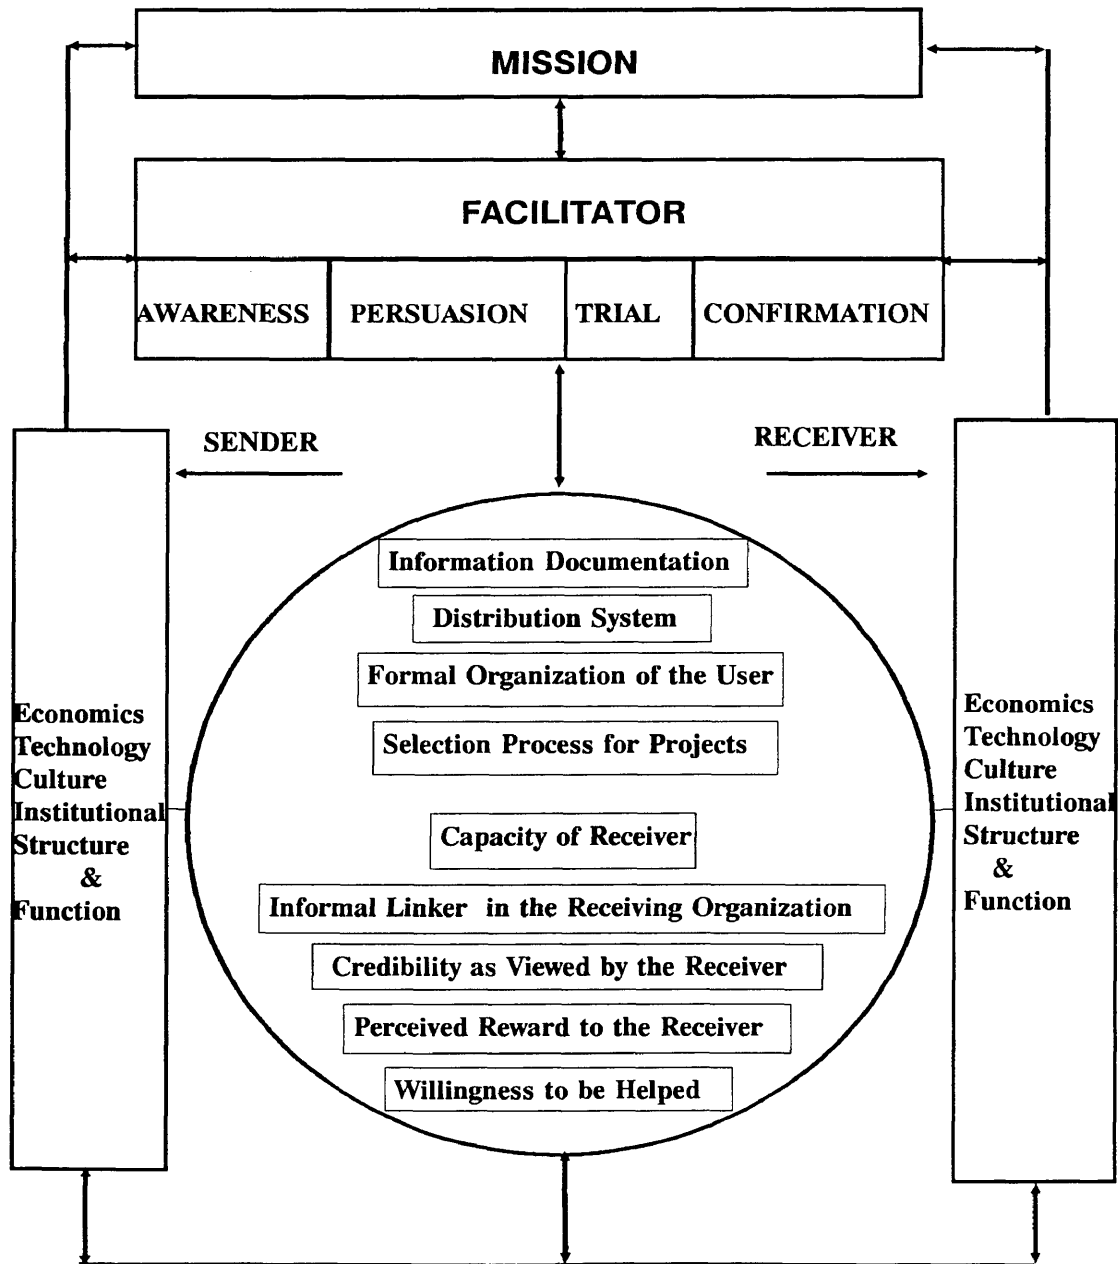 MISSION
FACILITATOR
AWARENESS
PERSUASION
TRIAL
CONFIRMATION
SENDER
RECEIVER
Information Documentation
Distribution System
Formal Organization of the User
Selection Process for Projects
Capacity of Receiver
Informal Linker in the Receiving Organization
Credibility as Viewed by the Receiver
Perceived Reward to the Receiver
Willingness to be Helped
Economics
Technology
Culture
Institutional
Structure
&
Function
Economics
Technology
Culture
Institutional
Structure
&
Function